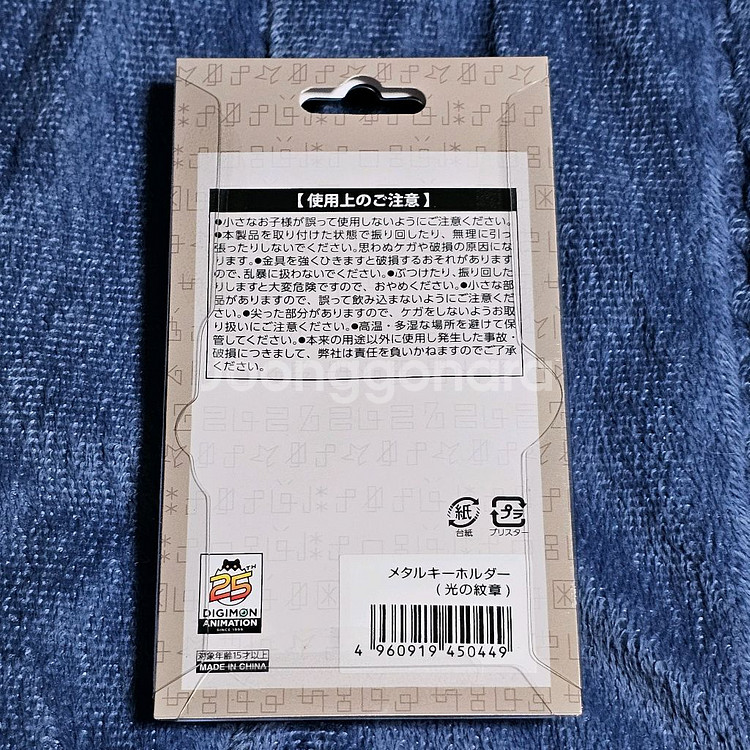 【使用上のご注意】
●小さなお子様が誤って使用しないようにご注意ください。
●本製品を取り付けた状態で振り回したり、無理に引っ
張ったりしないでください。思わぬケガや破損の原因にな
ります。●金具を強くひきますと破損するおそれがあります
ので、乱暴に扱わないでください。●ぶつけたり、振り回した
りしますと大変危険ですので、おやめください。●小さな部
品がありますので、誤って飲み込まないようにご注意くださ
い。●尖った部分がありますので、ケガをしないようお取
り扱いにご注意ください。●高温・多湿な場所を避けて保
管してください。●本来の用途以外に使用し発生した事故・
破損につきまして、弊社は責任を負いかねますのでご了承
ください。
joonggonara
紙
プラ
台紙
ブリスター
25TH
DIGIMON
ANIMATION
SINCE 1999
対象年齢15才以上
MADE IN CHINA
メタルキーホルダー
(光の紋章)
4 960919 450449